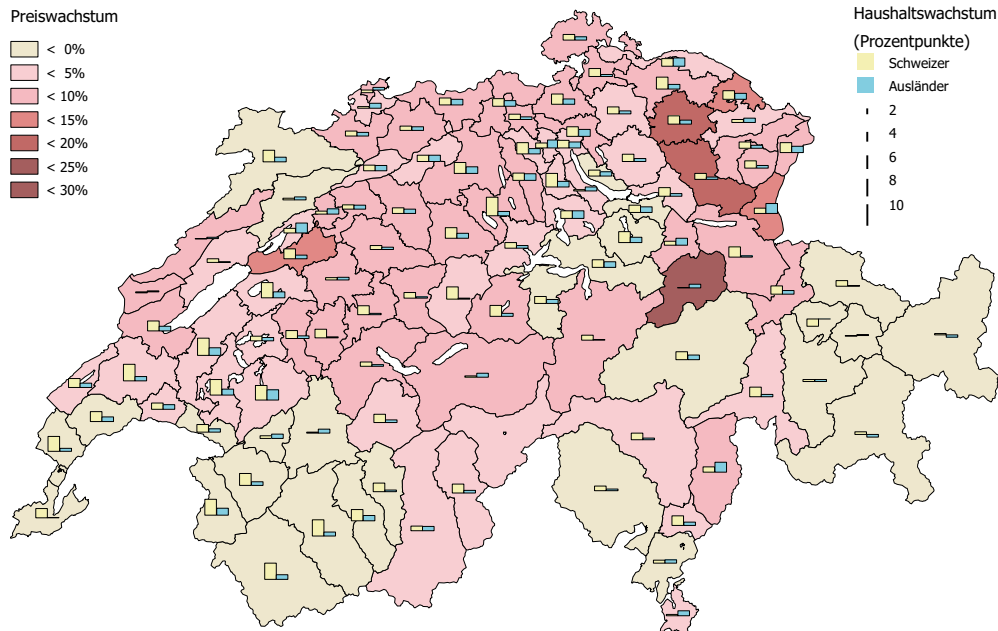 Preiswachstum
< 0%
< 5%
< 10%
< 15%
< 20%
< 25%
< 30%
Haushaltswachstum
(Prozentpunkte)
Schweizer
Ausländer
2
4
6
8
10